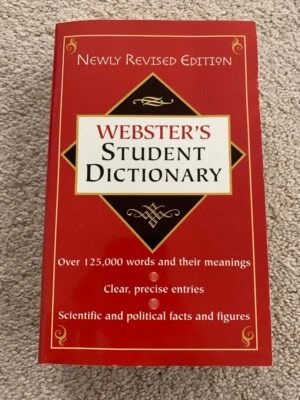 NEWLY REVISED EDITION
WEBSTER'S
STUDENT
DICTIONARY
Over 125,000 words and their meanings
Clear, precise entries
Scientific and political facts and figures